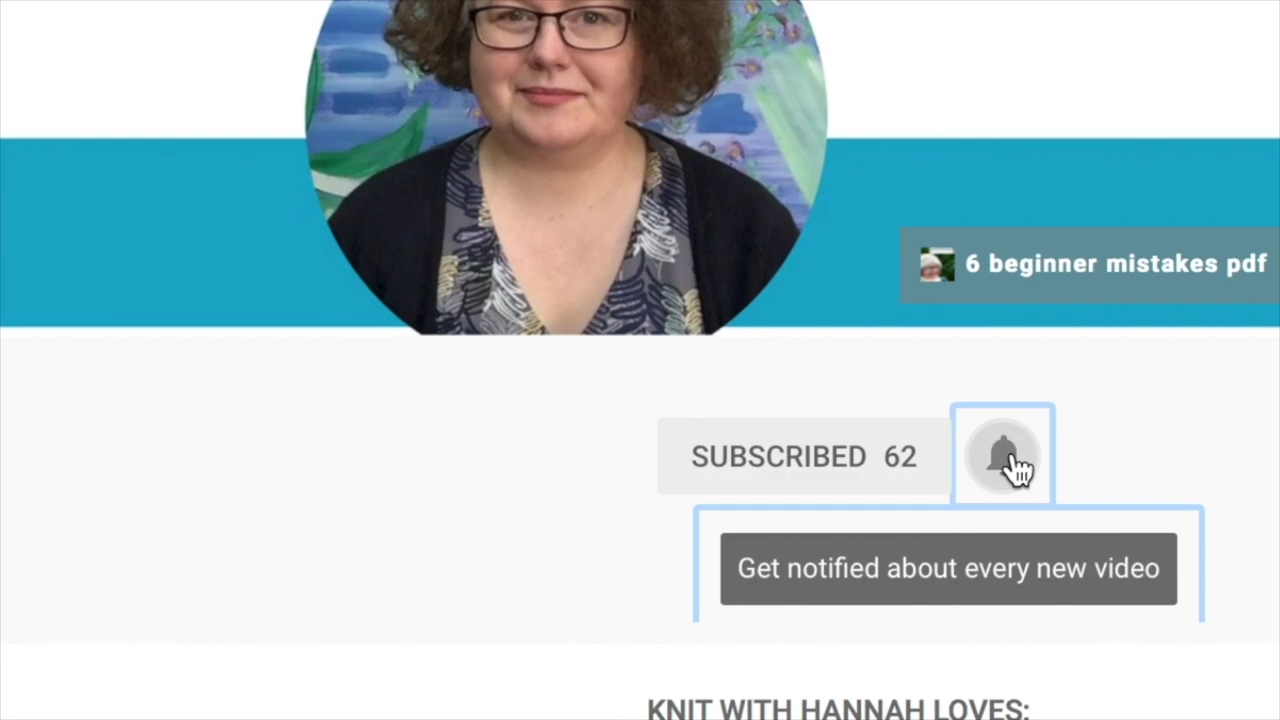 6 beginner mistakes pdf
SUBSCRIBED 62
Get notified about every new video
KNIT WITH HANNAH LOVES: